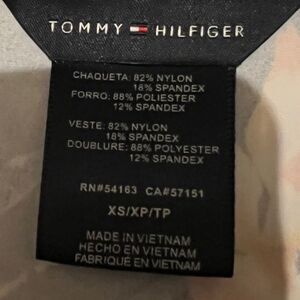 TOMMY HILFIGER
CHAQUETA: 82% NYLON
18% SPANDEX
FORRO: 88% POLIESTER
12% SPANDEX
VESTE: 82% NYLON
18% SPANDEX
DOUBLURE: 88% POLYESTER
12% SPANDEX
RN#54163 CA#57151
XS/XP/TP
MADE IN VIETNAM
HECHO EN VIETNAM
FABRIQUÉ EN VIETNAM